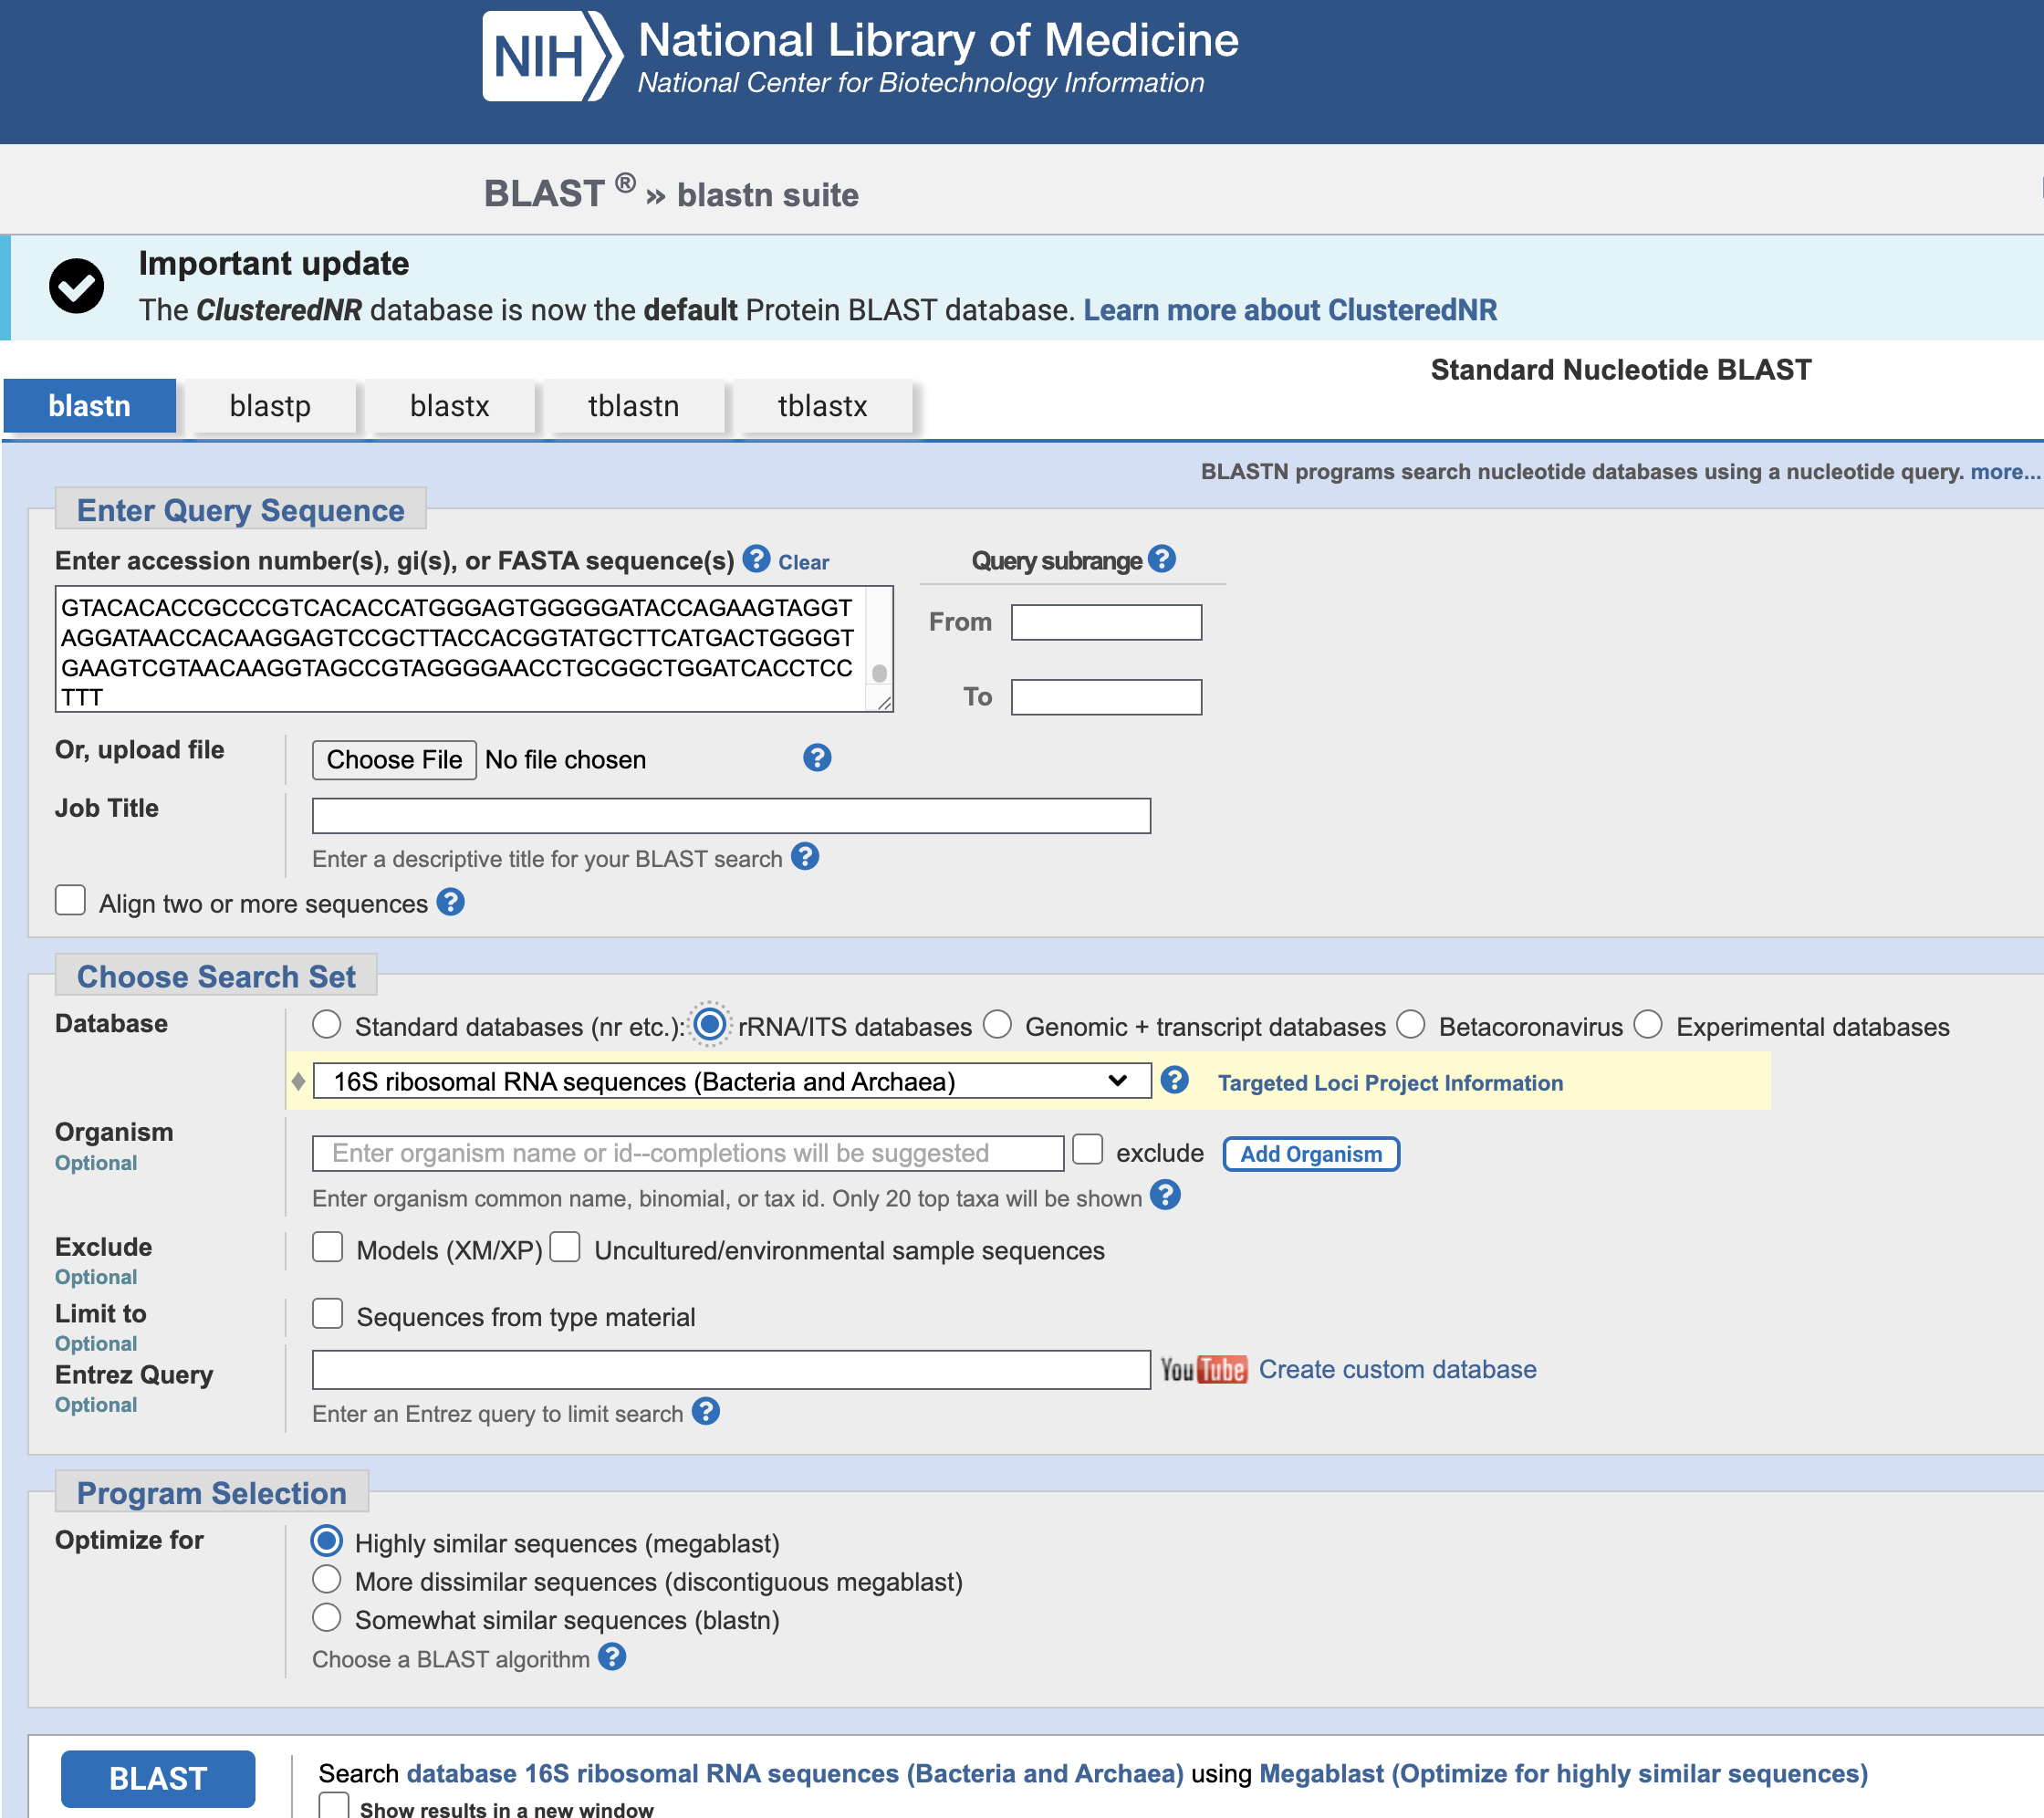 NIH National Library of Medicine
National Center for Biotechnology Information
BLAST ® » blastn suite
Important update
The ClusteredNR database is now the default Protein BLAST database. Learn more about ClusteredNR
Standard Nucleotide BLAST
blastn blastp blastx tblastn tblastx
BLASTN programs search nucleotide databases using a nucleotide query. more...
Enter Query Sequence
Enter accession number(s), gi(s), or FASTA sequence(s) ? Clear Query subrange ?
GTACACACCGCCCGTCACACCATGGGAGTGGGGGATACCAGAAGTAGGT
AGGATAACCACAAGGAGTCCGCTTACCACGGTATGCTTCATGACTGGGGT
GAAGTCGTAACAAGGTAGCCGTAGGGGAACCTGCGGCTGGATCACCTCC
TTT
From
To
Or, upload file Choose File No file chosen ?
Job Title
Enter a descriptive title for your BLAST search ?
Align two or more sequences ?
Choose Search Set
Database Standard databases (nr etc.): rRNA/ITS databases Genomic + transcript databases Betacoronavirus Experimental databases
16S ribosomal RNA sequences (Bacteria and Archaea) ? Targeted Loci Project Information
Organism
Optional
Enter organism name or id--completions will be suggested exclude Add Organism
Enter organism common name, binomial, or tax id. Only 20 top taxa will be shown ?
Exclude
Optional
Models (XM/XP) Uncultured/environmental sample sequences
Limit to
Optional
Sequences from type material
Entrez Query
Optional
YouTube Create custom database
Enter an Entrez query to limit search ?
Program Selection
Optimize for
Highly similar sequences (megablast)
More dissimilar sequences (discontiguous megablast)
Somewhat similar sequences (blastn)
Choose a BLAST algorithm ?
BLAST
Search database 16S ribosomal RNA sequences (Bacteria and Archaea) using Megablast (Optimize for highly similar sequences)
Show results in a new window